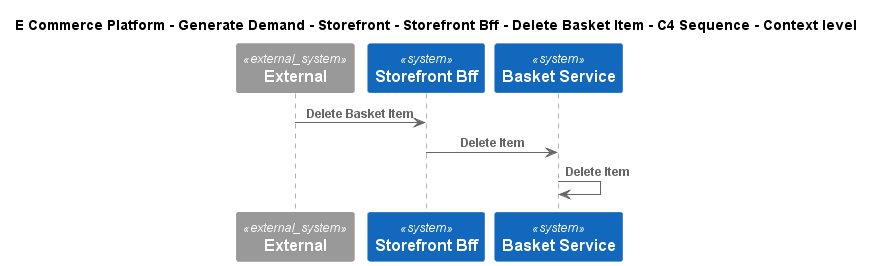 E Commerce Platform - Generate Demand - Storefront - Storefront Bff - Delete Basket Item - C4 Sequence - Context level
«external_system» «system» «system»
External Storefront Bff Basket Service
Delete Basket Item
Delete Item
Delete Item
«external_system» «system» «system»
External Storefront Bff Basket Service